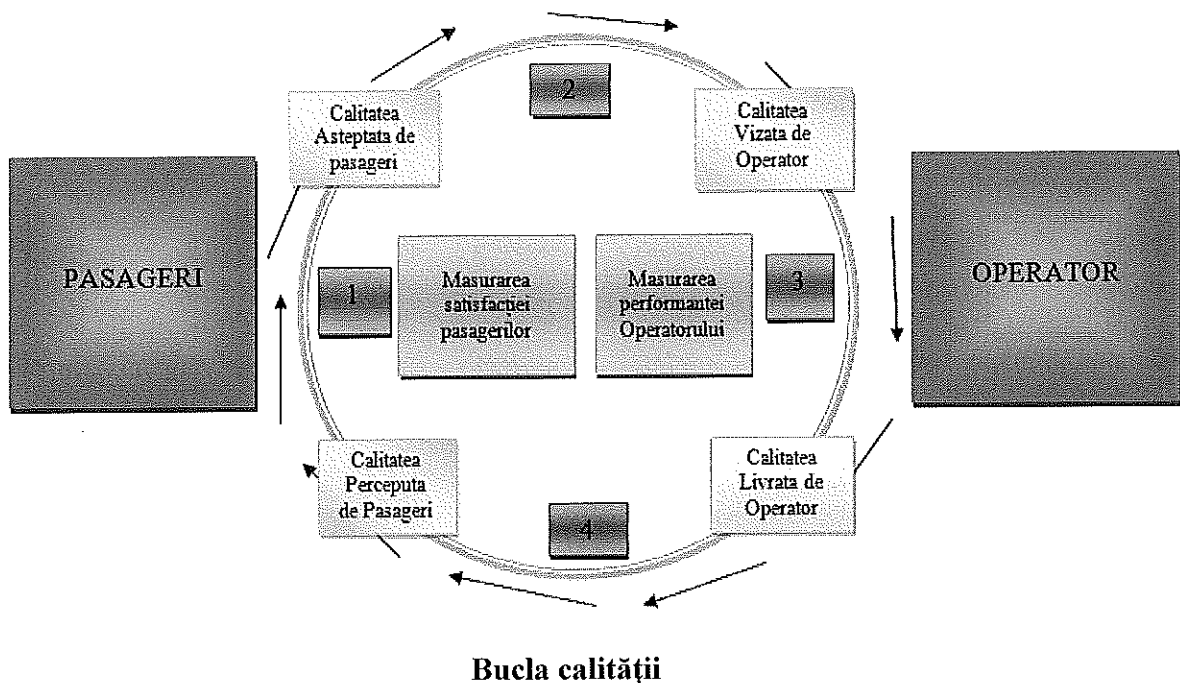 2
Calitatea
Asteptata de
pasageri
Calitatea
Vizata de
Operator
PASAGERI
1
Masurarea
satisfacției
pasagerilor
Masurarea
performantei
Operatorului
3
OPERATOR
Calitatea
Perceputa
de Pasageri
4
Calitatea
Livrata de
Operator
Bucla calității